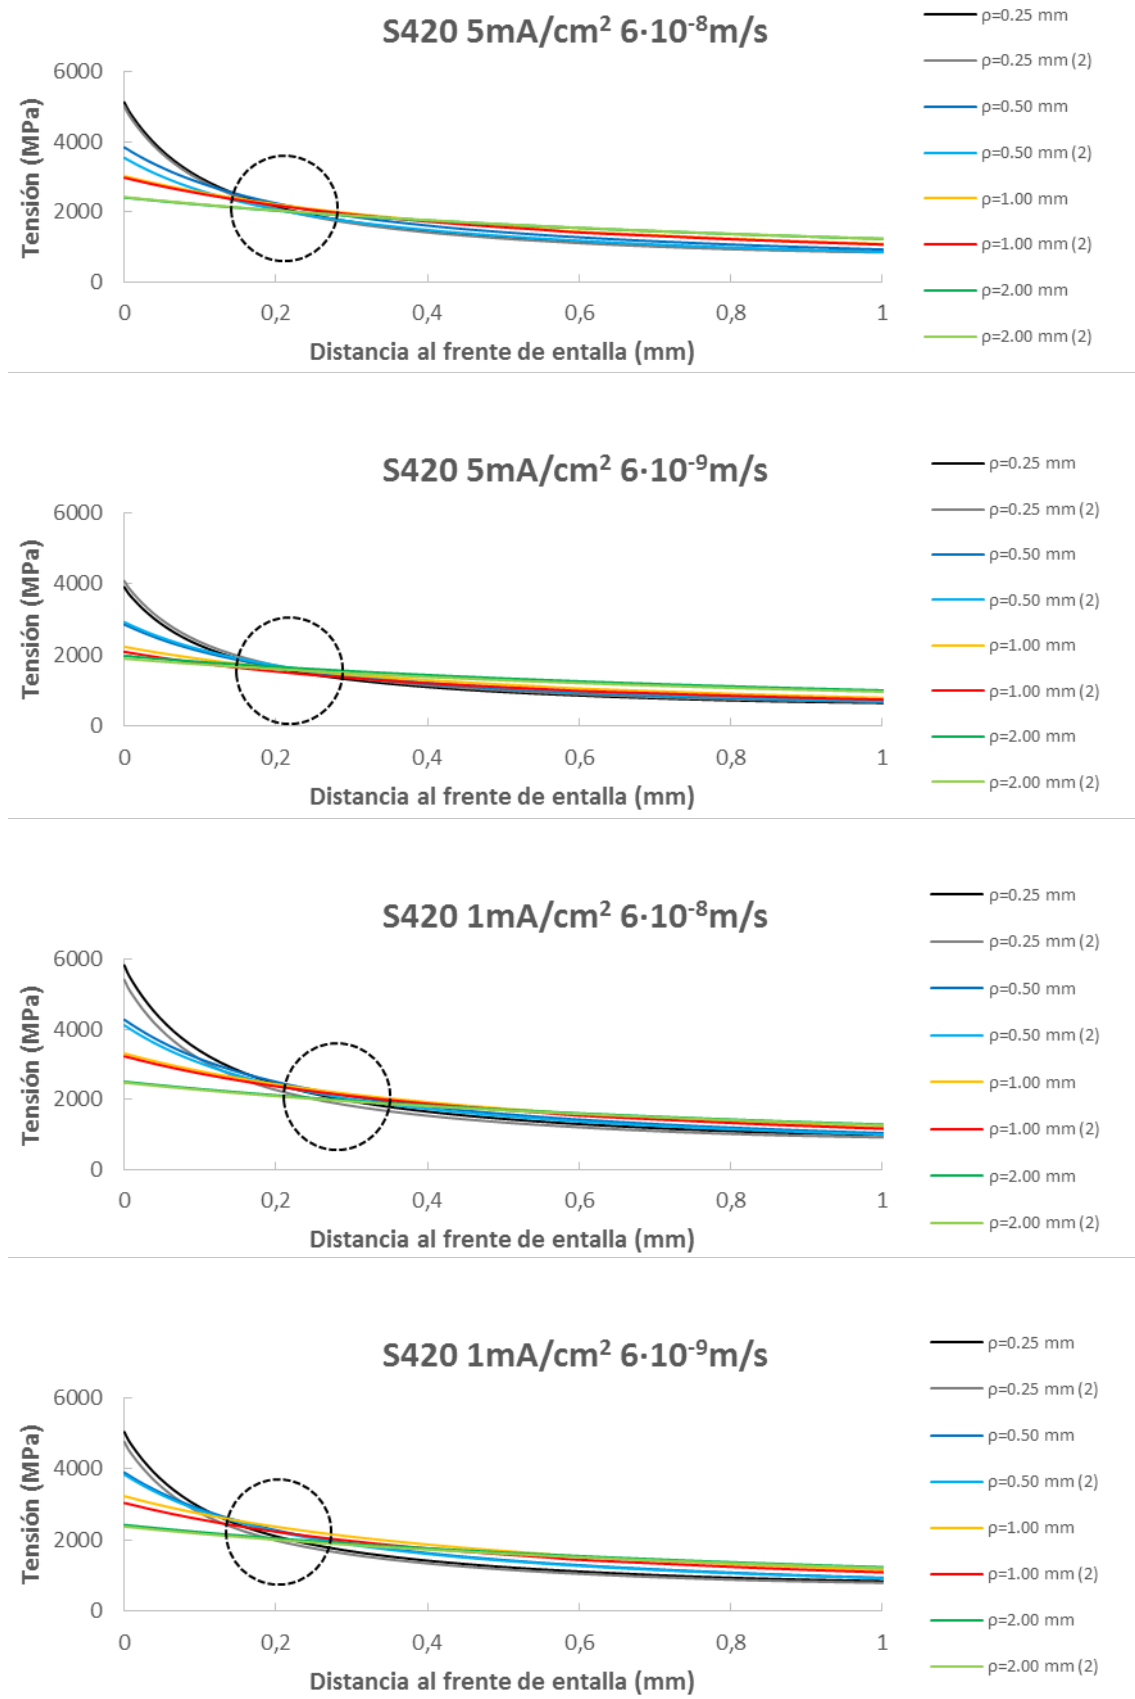 S420 5mA/cm² 6·10⁻⁸m/s
Tensión (MPa)
6000
4000
2000
0
0 0,2 0,4 0,6 0,8 1
Distancia al frente de entalla (mm)
ρ=0.25 mm
ρ=0.25 mm (2)
ρ=0.50 mm
ρ=0.50 mm (2)
ρ=1.00 mm
ρ=1.00 mm (2)
ρ=2.00 mm
ρ=2.00 mm (2)
S420 5mA/cm² 6·10⁻⁹m/s
Tensión (MPa)
6000
4000
2000
0
0 0,2 0,4 0,6 0,8 1
Distancia al frente de entalla (mm)
ρ=0.25 mm
ρ=0.25 mm (2)
ρ=0.50 mm
ρ=0.50 mm (2)
ρ=1.00 mm
ρ=1.00 mm (2)
ρ=2.00 mm
ρ=2.00 mm (2)
S420 1mA/cm² 6·10⁻⁸m/s
Tensión (MPa)
6000
4000
2000
0
0 0,2 0,4 0,6 0,8 1
Distancia al frente de entalla (mm)
ρ=0.25 mm
ρ=0.25 mm (2)
ρ=0.50 mm
ρ=0.50 mm (2)
ρ=1.00 mm
ρ=1.00 mm (2)
ρ=2.00 mm
ρ=2.00 mm (2)
S420 1mA/cm² 6·10⁻⁹m/s
Tensión (MPa)
6000
4000
2000
0
0 0,2 0,4 0,6 0,8 1
Distancia al frente de entalla (mm)
ρ=0.25 mm
ρ=0.25 mm (2)
ρ=0.50 mm
ρ=0.50 mm (2)
ρ=1.00 mm
ρ=1.00 mm (2)
ρ=2.00 mm
ρ=2.00 mm (2)